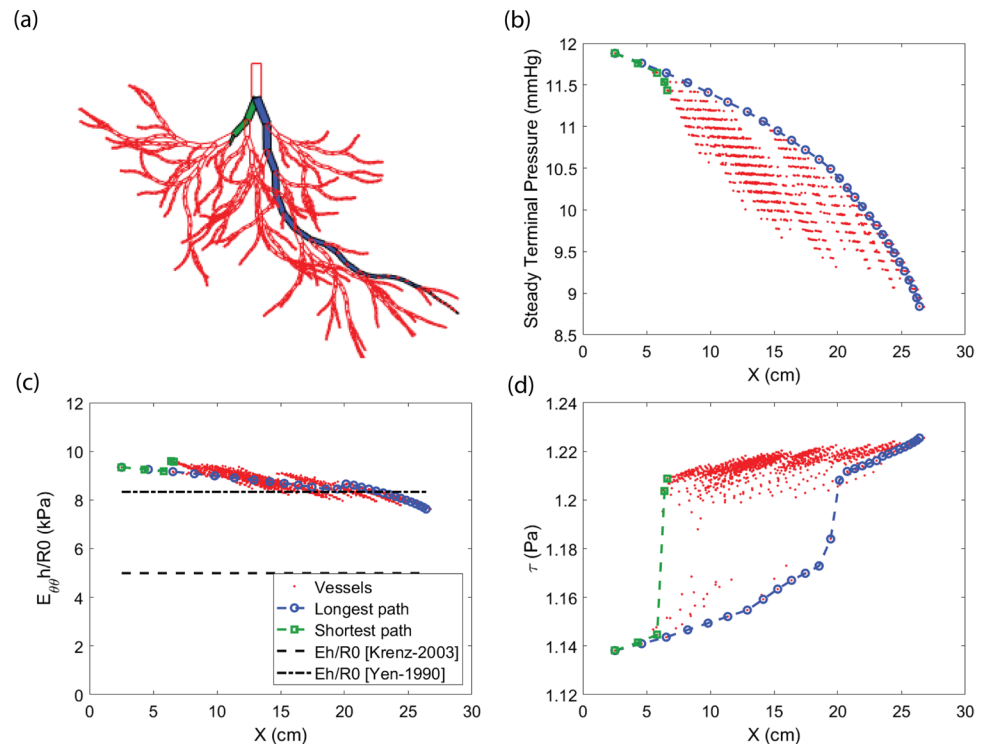 (a)
(b)
12
11.5
11
10.5
10
9.5
9
8.5
Steady Terminal Pressure (mmHg)
0 5 10 15 20 25 30
X (cm)
(c)
12
10
8
6
4
2
0
E_θθ h/R0 (kPa)
Vessels
Longest path
Shortest path
Eh/R0 [Krenz-2003]
Eh/R0 [Yen-1990]
0 5 10 15 20 25 30
X (cm)
(d)
1.24
1.22
1.2
1.18
1.16
1.14
1.12
τ (Pa)
0 5 10 15 20 25 30
X (cm)